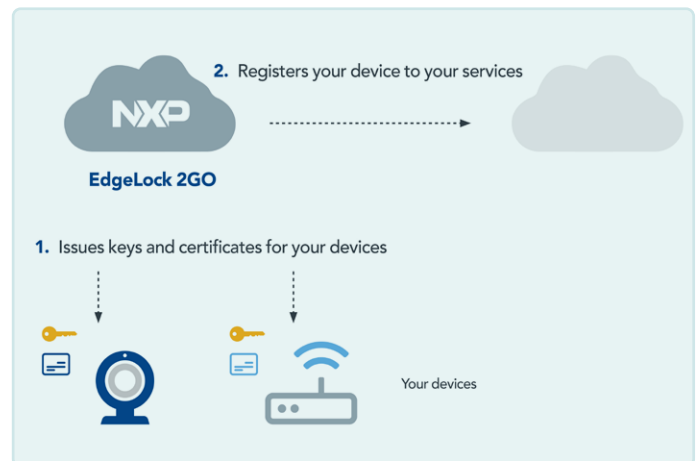 2. Registers your device to your services
NXP
EdgeLock 2GO
1. Issues keys and certificates for your devices
Your devices